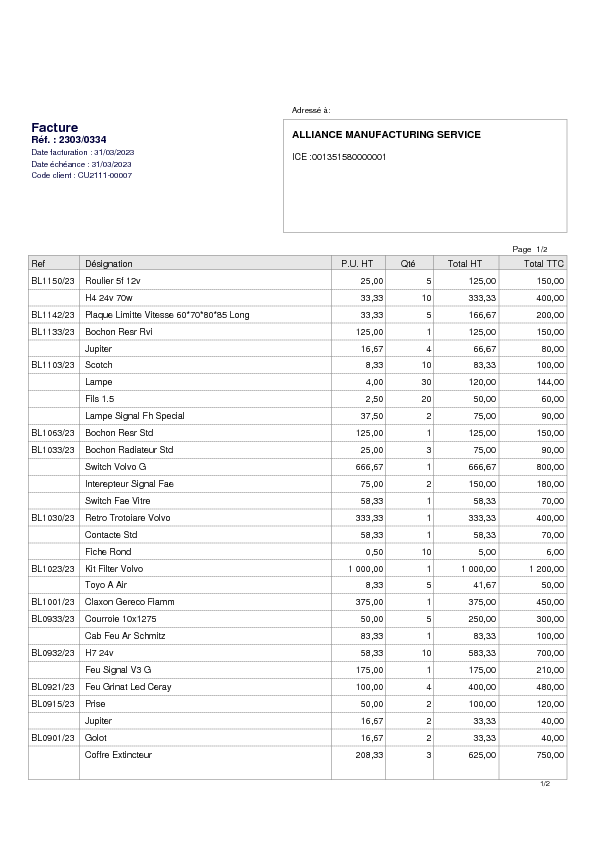 Adressé à:
Facture
Réf. : 2303/0334
Date facturation : 31/03/2023
Date échéance : 31/03/2023
Code client : CU2111-00007
ALLIANCE MANUFACTURING SERVICE
ICE :001351580000001
Page 1/2
Ref Désignation P.U. HT Qté Total HT Total TTC
BL1150/23 Roulier 5f 12v 25,00 5 125,00 150,00
H4 24v 70w 33,33 10 333,33 400,00
BL1142/23 Plaque Limitte Vitesse 60*70*80*85 Long 33,33 5 166,67 200,00
BL1133/23 Bochon Resr Rvi 125,00 1 125,00 150,00
Jupiter 16,67 4 66,67 80,00
BL1103/23 Scotch 8,33 10 83,33 100,00
Lampe 4,00 30 120,00 144,00
Fils 1.5 2,50 20 50,00 60,00
Lampe Signal Fh Special 37,50 2 75,00 90,00
BL1063/23 Bochon Resr Std 125,00 1 125,00 150,00
BL1033/23 Bochon Radiateur Std 25,00 3 75,00 90,00
Switch Volvo G 666,67 1 666,67 800,00
Interepteur Signal Fae 75,00 2 150,00 180,00
Switch Fae Vitre 58,33 1 58,33 70,00
BL1030/23 Retro Trotoiare Volvo 333,33 1 333,33 400,00
Contacte Std 58,33 1 58,33 70,00
Fiche Rond 0,50 10 5,00 6,00
BL1023/23 Kit Filter Volvo 1 000,00 1 1 000,00 1 200,00
Toyo A Air 8,33 5 41,67 50,00
BL1001/23 Claxon Gereco Fiamm 375,00 1 375,00 450,00
BL0933/23 Courroie 10x1275 50,00 5 250,00 300,00
Cab Feu Ar Schmitz 83,33 1 83,33 100,00
BL0932/23 H7 24v 58,33 10 583,33 700,00
Feu Signal V3 G 175,00 1 175,00 210,00
BL0921/23 Feu Grinat Led Ceray 100,00 4 400,00 480,00
BL0915/23 Prise 50,00 2 100,00 120,00
Jupiter 16,67 2 33,33 40,00
BL0901/23 Golot 16,67 2 33,33 40,00
Coffre Extincteur 208,33 3 625,00 750,00
1/2